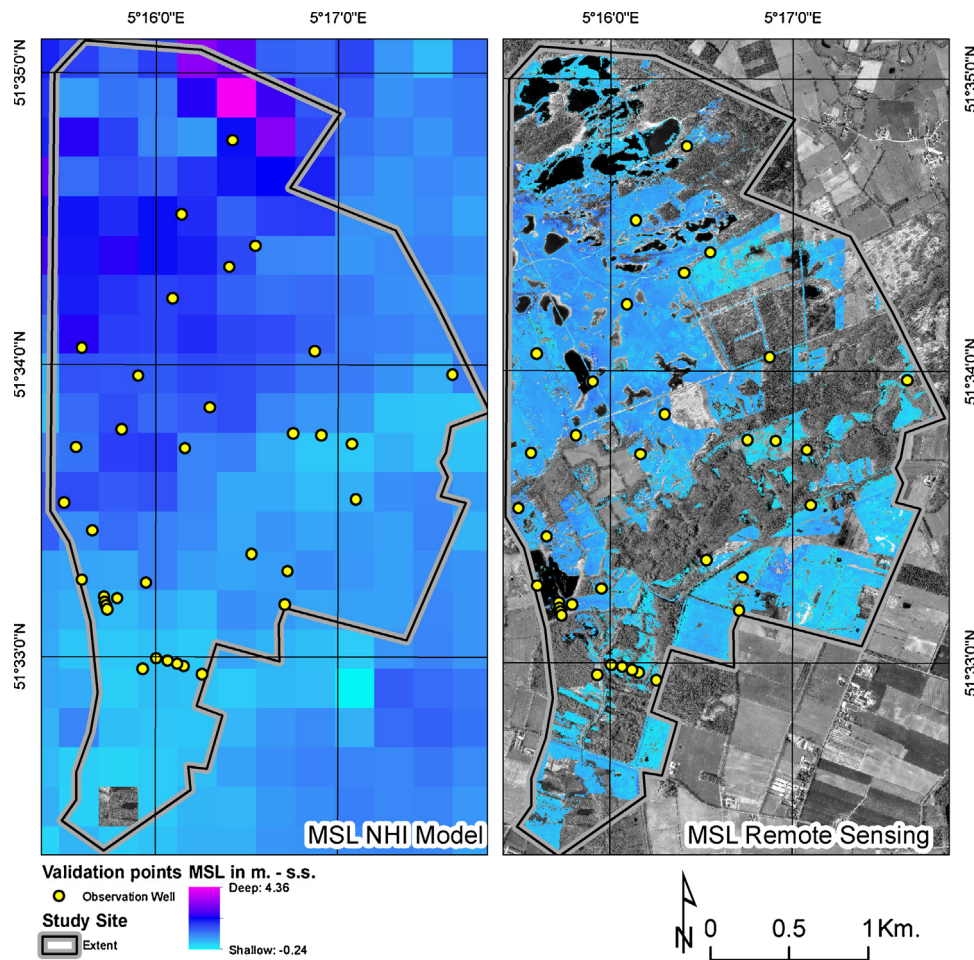 5°16'0"E 5°17'0"E 5°16'0"E 5°17'0"E
51°35'0"N
51°34'0"N
51°33'0"N
51°35'0"N
51°34'0"N
51°33'0"N
MSL NHI Model
MSL Remote Sensing
Validation points MSL in m. - s.s.
Observation Well
Deep: 4.36
Study Site
Extent
Shallow: -0.24
N
0 0.5 1 Km.